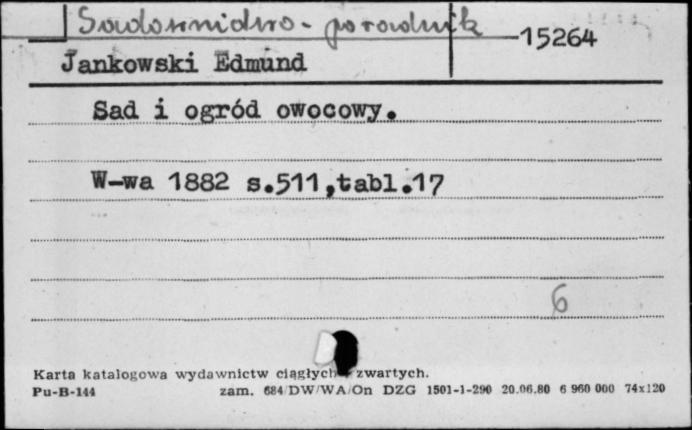 Sadownictwo - poradnik
15264
Jankowski Edmund
Sad i ogród owocowy.
W-wa 1882 s.511,tabl.17
6
Karta katalogowa wydawnictw ciągłych zwartych.
Pu-B-144 zam. 684/DW/WA/On DZG 1501-1-290 20.06.80 6 960 000 74x120